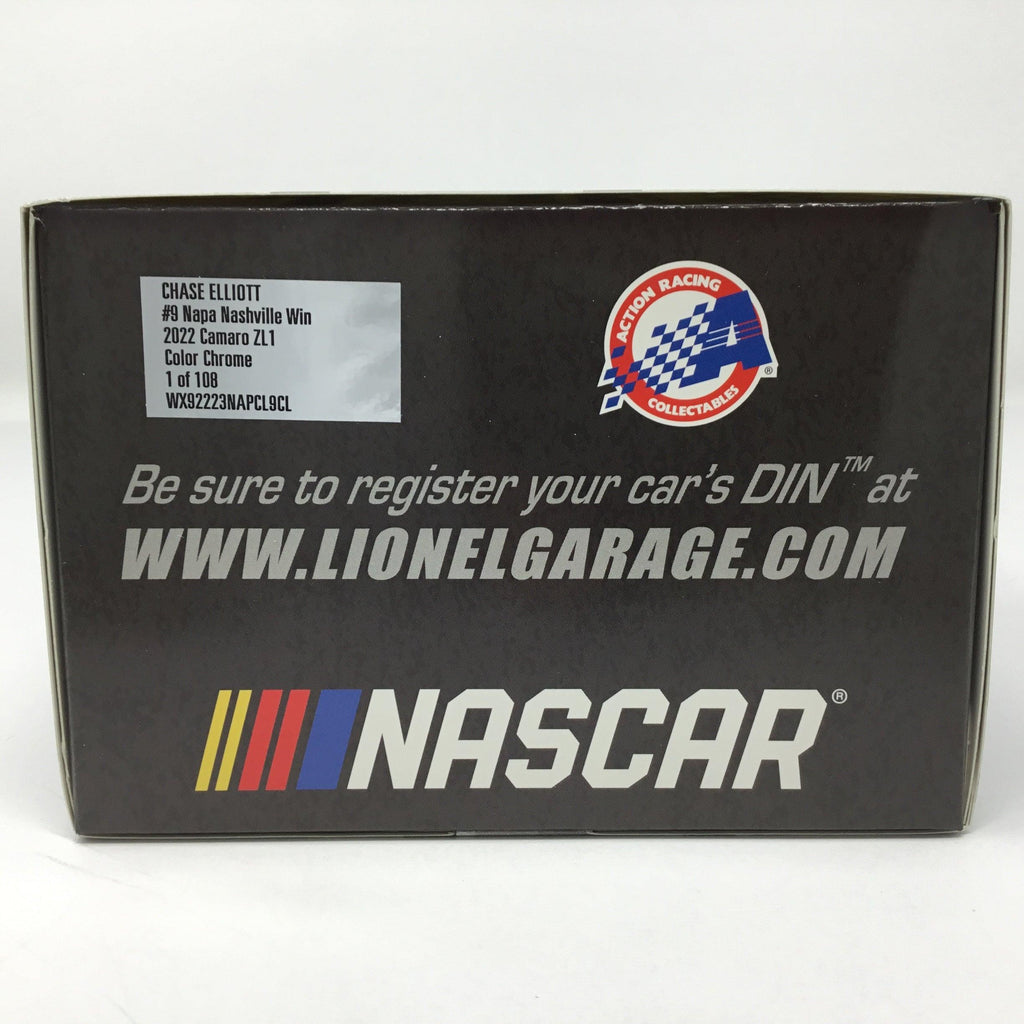 CHASE ELLIOTT
#9 Napa Nashville Win
2022 Camaro ZL1
Color Chrome
1 of 108
WX92223NAPCL9CL
ACTION RACING
COLLECTABLES
®
Be sure to register your car's DIN™ at
WWW.LIONELGARAGE.COM
NASCAR®